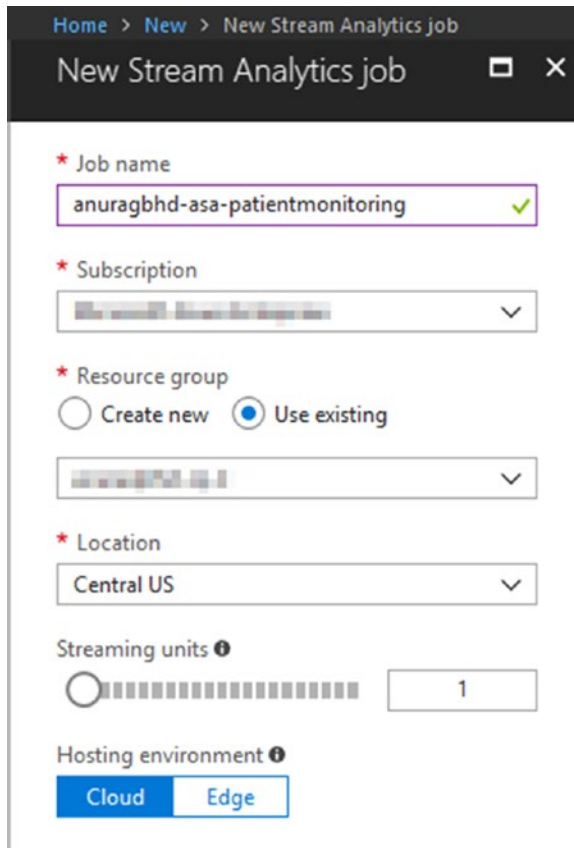 Home > New > New Stream Analytics job
New Stream Analytics job
* Job name
anuragbhd-asa-patientmonitoring
* Subscription
* Resource group
Create new Use existing
* Location
Central US
Streaming units
1
Hosting environment
Cloud Edge